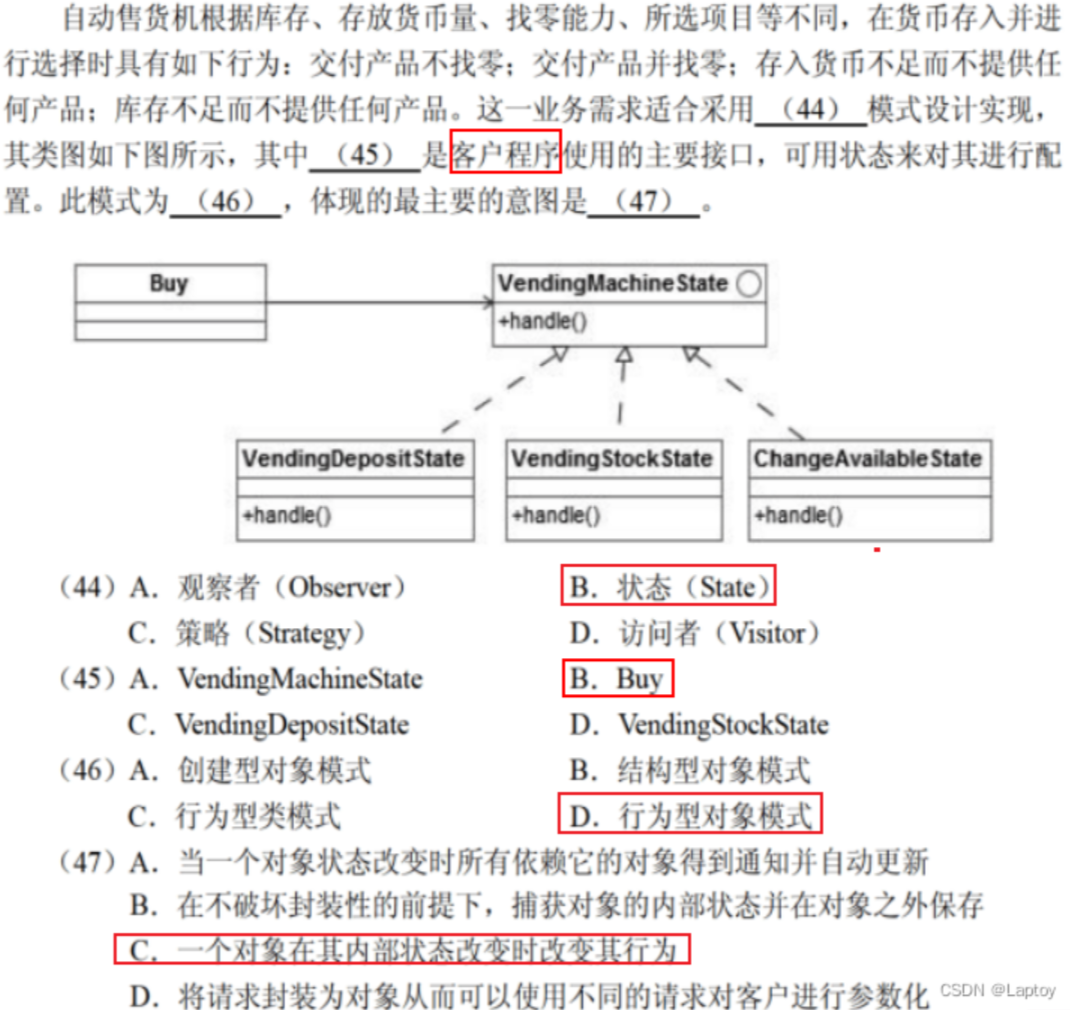 自动售货机根据库存、存放货币量、找零能力、所选项目等不同，在货币存入并进
行选择时具有如下行为：交付产品不找零；交付产品并找零；存入货币不足而不提供任
何产品；库存不足而不提供任何产品。这一业务需求适合采用 （44） 模式设计实现，
其类图如下图所示，其中 （45） 是客户程序使用的主要接口，可用状态来对其进行配
置。此模式为 （46） ，体现的最主要的意图是 （47） 。
Buy
VendingMachineState
+handle()
VendingDepositState
VendingStockState
ChangeAvailableState
+handle()
+handle()
+handle()
（44）A．观察者（Observer） B．状态（State）
C．策略（Strategy） D．访问者（Visitor）
（45）A．VendingMachineState B．Buy
C．VendingDepositState D．VendingStockState
（46）A．创建型对象模式 B．结构型对象模式
C．行为型类模式 D．行为型对象模式
（47）A．当一个对象状态改变时所有依赖它的对象得到通知并自动更新
B．在不破坏封装性的前提下，捕获对象的内部状态并在对象之外保存
C．一个对象在其内部状态改变时改变其行为
D．将请求封装为对象从而可以使用不同的请求对客户进行参数化
CSDN @Laptoy